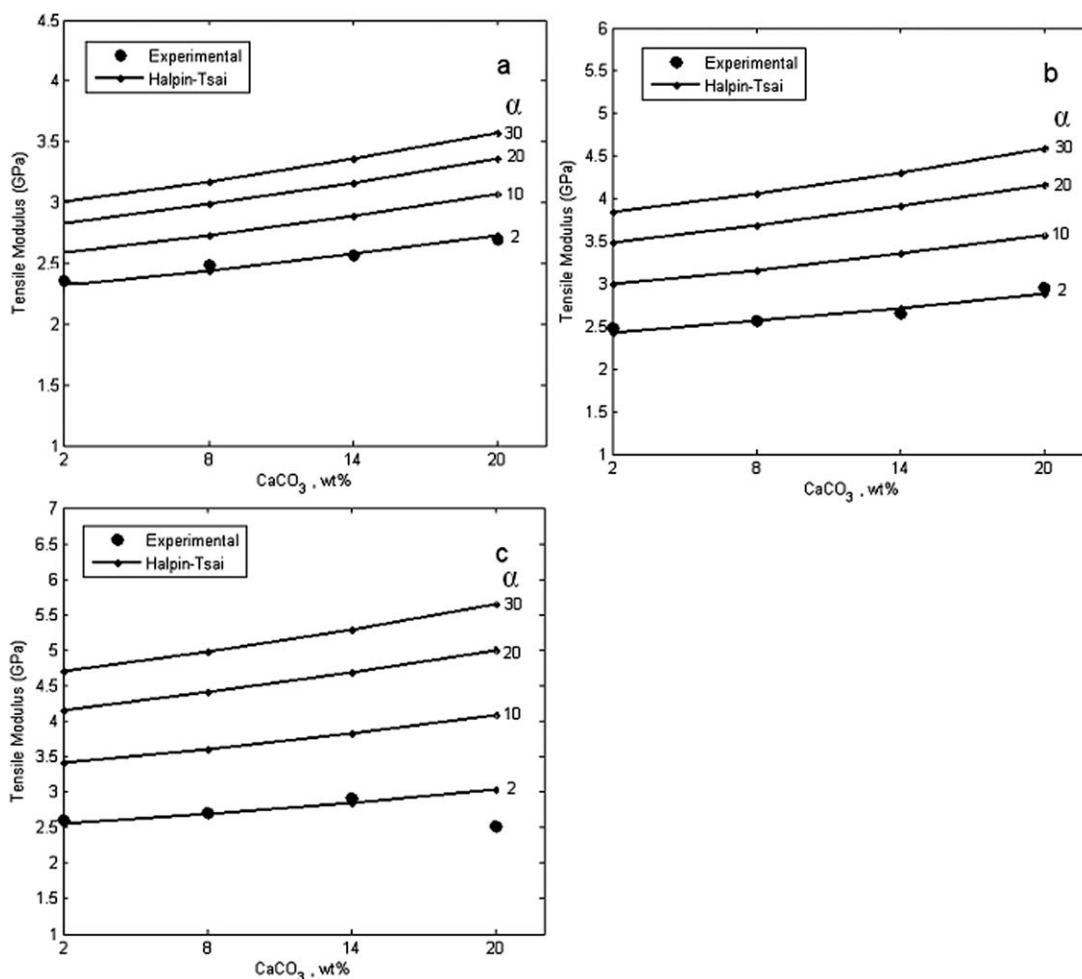 4.5
4
3.5
3
2.5
2
1.5
1
Tensile Modulus (GPa)
Experimental
Halpin-Tsai
a
α
30
20
10
2
2 8 14 20
CaCO₃ , wt%
6
5.5
5
4.5
4
3.5
3
2.5
2
1.5
1
Tensile Modulus (GPa)
Experimental
Halpin-Tsai
b
α
30
20
10
2
2 8 14 20
CaCO₃ , wt%
7
6.5
6
5.5
5
4.5
4
3.5
3
2.5
2
1.5
1
Tensile Modulus (GPa)
Experimental
Halpin-Tsai
c
α
30
20
10
2
2 8 14 20
CaCO₃ , wt%